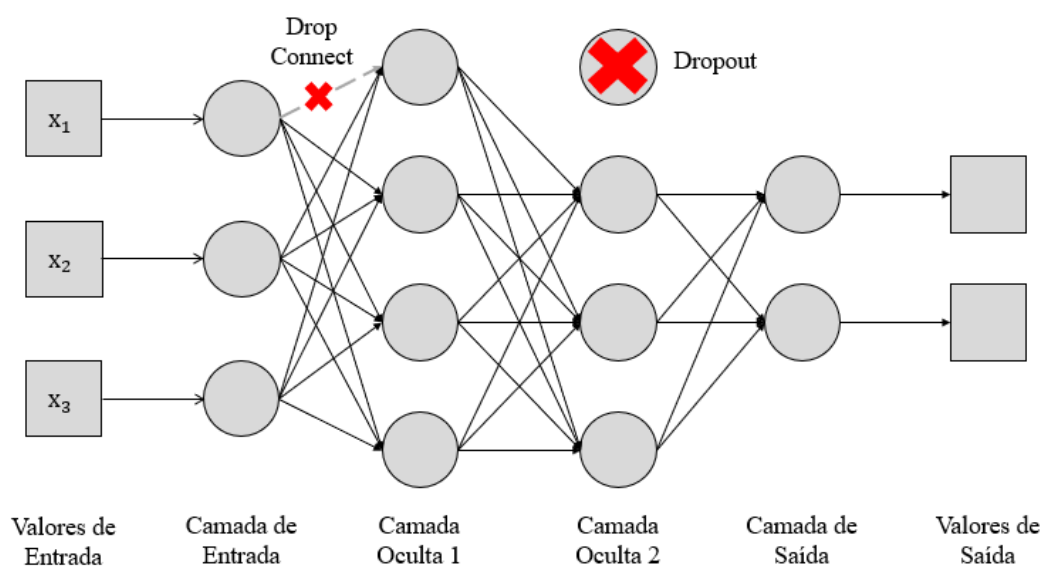 Drop
Connect
Dropout
x₁
x₂
x₃
Valores de
Entrada
Camada de
Entrada
Camada
Oculta 1
Camada
Oculta 2
Camada de
Saída
Valores de
Saída